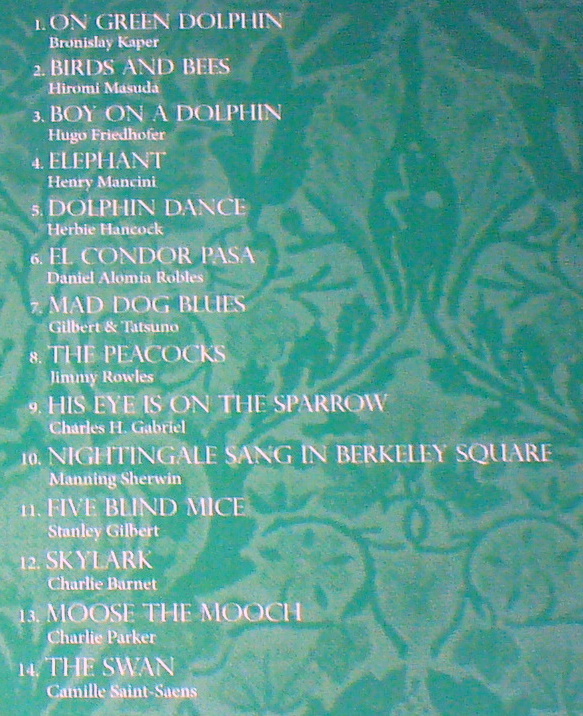 1. ON GREEN DOLPHIN
Bronislay Kaper
2. BIRDS AND BEES
Hiromi Masuda
3. BOY ON A DOLPHIN
Hugo Friedhofer
4. ELEPHANT
Henry Mancini
5. DOLPHIN DANCE
Herbie Hancock
6. EL CONDOR PASA
Daniel Alomia Robles
7. MAD DOG BLUES
Gilbert & Tatsuno
8. THE PEACOCKS
Jimmy Rowles
9. HIS EYE IS ON THE SPARROW
Charles H. Gabriel
10. NIGHTINGALE SANG IN BERKELEY SQUARE
Manning Sherwin
11. FIVE BLIND MICE
Stanley Gilbert
12. SKYLARK
Charlie Barnet
13. MOOSE THE MOOCH
Charlie Parker
14. THE SWAN
Camille Saint-Saens